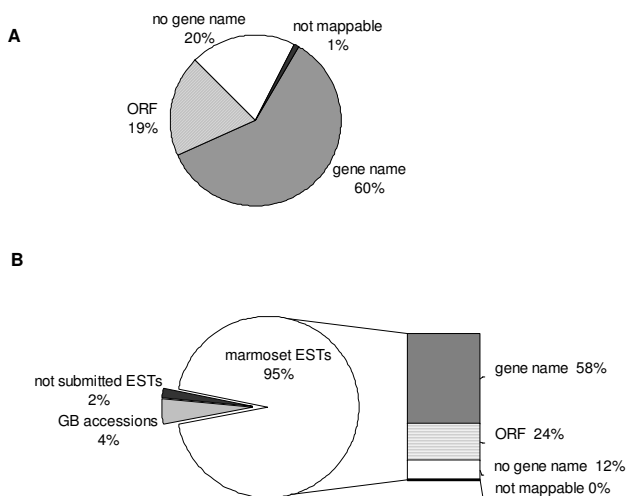 A
no gene name
20%
not mappable
1%
ORF
19%
gene name
60%
B
marmoset ESTs
95%
not submitted ESTs
2%
GB accessions
4%
gene name 58%
ORF 24%
no gene name 12%
not mappable 0%